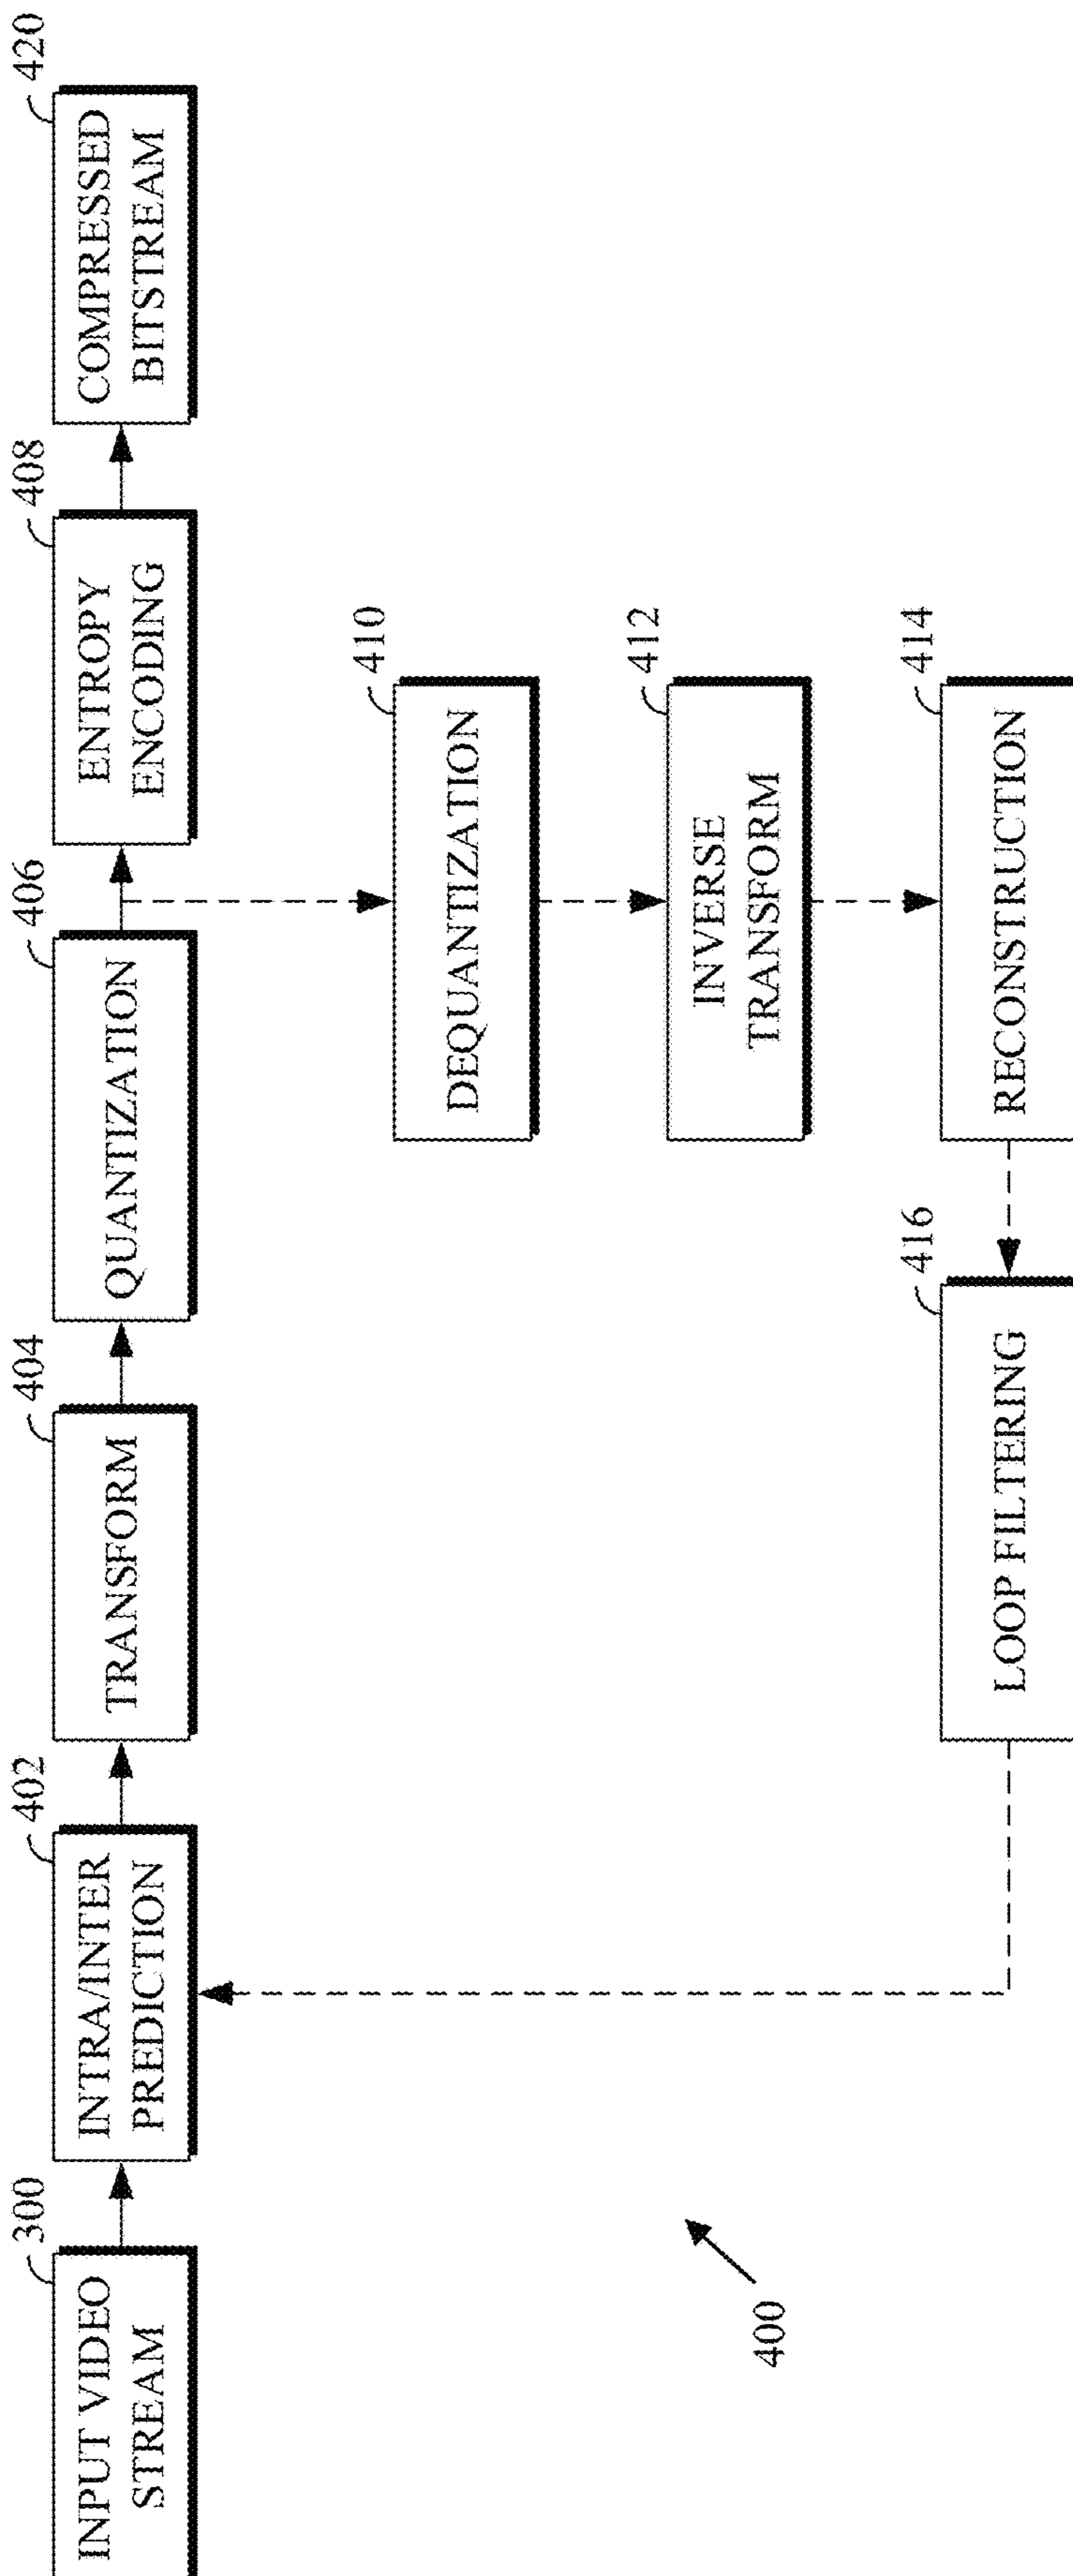 300
INPUT VIDEO
STREAM
402
INTRA/INTER
PREDICTION
404
TRANSFORM
406
QUANTIZATION
408
ENTROPY
ENCODING
420
COMPRESSED
BITSTREAM
410
DEQUANTIZATION
412
INVERSE
TRANSFORM
414
RECONSTRUCTION
416
LOOP FILTERING
400